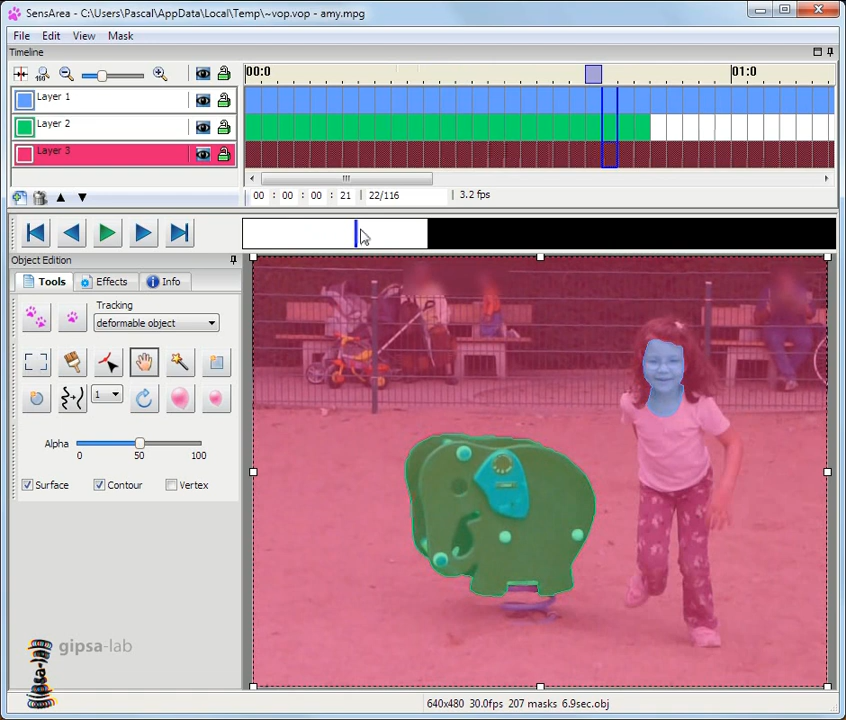 SensArea - C:\Users\Pascal\AppData\Local\Temp\~vop.vop - amy.mpg
File Edit View Mask
Timeline
100
00:0 01:0
Layer 1
Layer 2
Layer 3
00 : 00 : 00 : 21 22/116 3.2 fps
Object Edition
Tools Effects Info
Tracking
deformable object
1
Alpha
0 50 100
Surface Contour Vertex
gipsa-lab
640x480 30.0fps 207 masks 6.9sec.obj